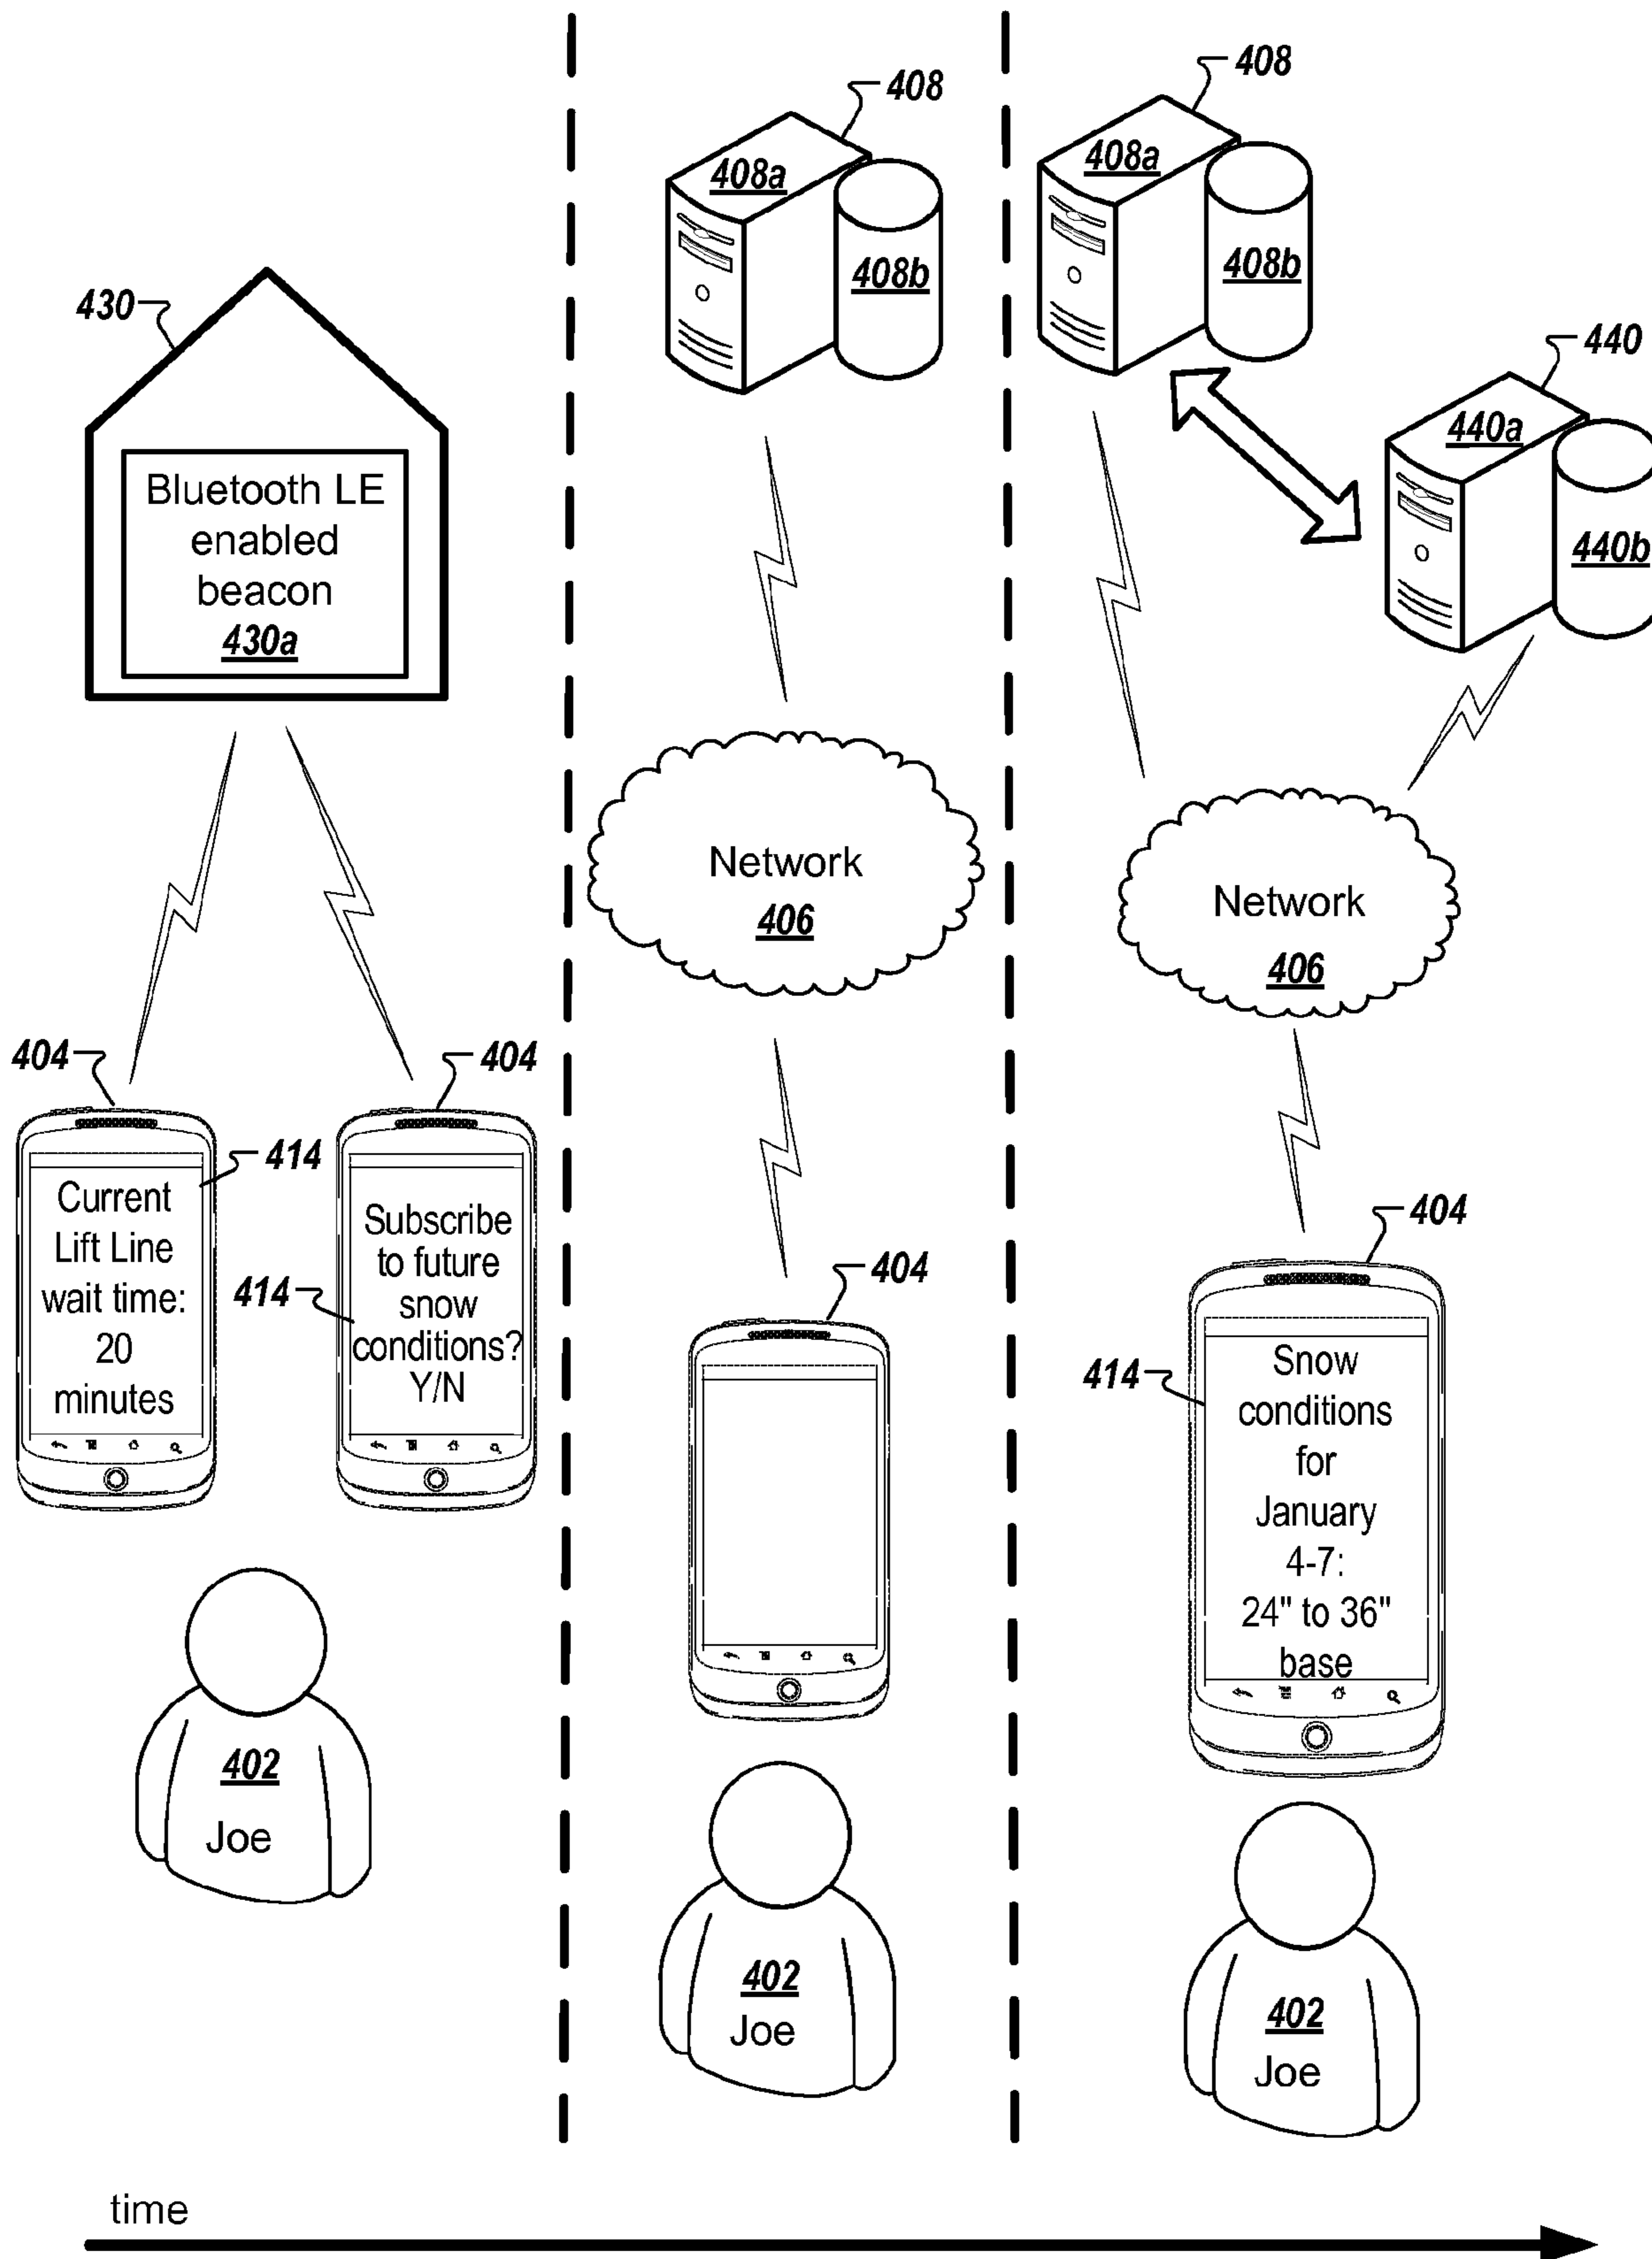 430
Bluetooth LE
enabled
beacon
430a
404
404
414
Current
Lift Line
wait time:
20
minutes
414
Subscribe
to future
snow
conditions?
Y/N
402
Joe
408
408a
408b
Network
406
404
402
Joe
408
408a
408b
440
440a
440b
Network
406
404
414
Snow
conditions
for
January
4-7:
24" to 36"
base
402
Joe
time